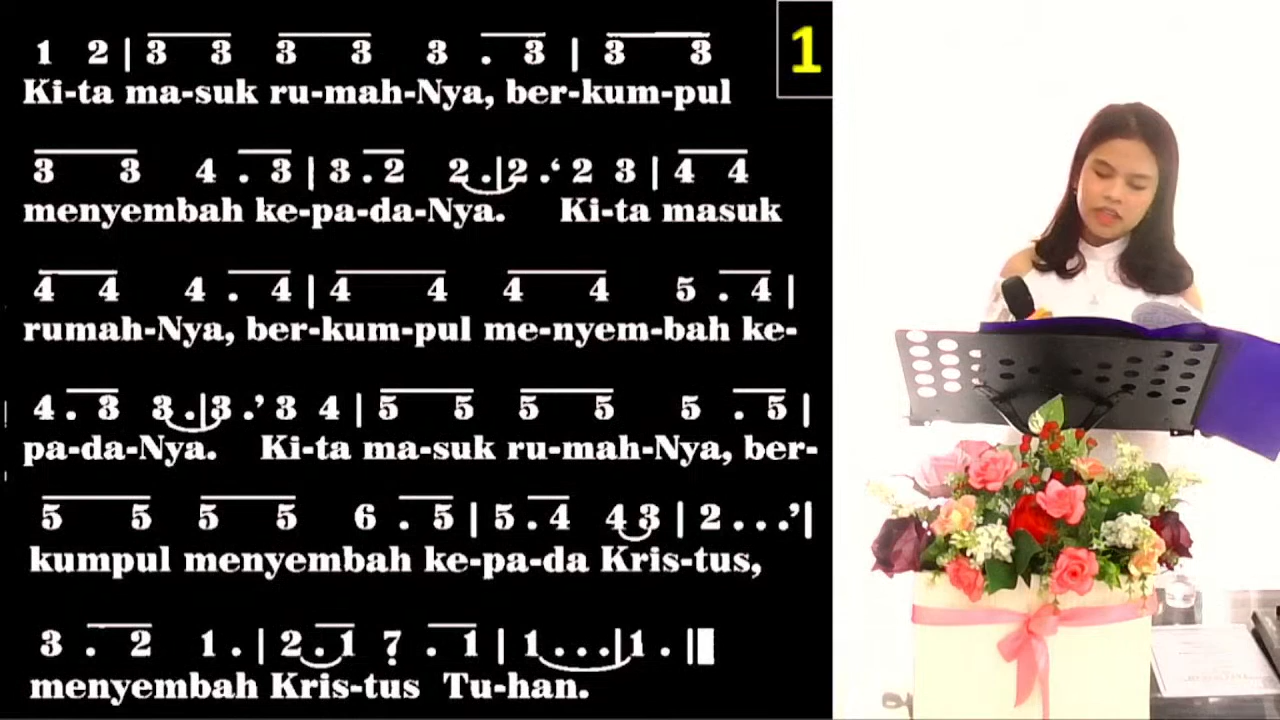 1 2 | 3 3 3 3 3 . 3 | 3 3
1
Ki-ta ma-suk ru-mah-Nya, ber-kum-pul
3 3 4 . 3 | 3 . 2 2 . | 2 .‘ 2 3 | 4 4
menyembah ke-pa-da-Nya. Ki-ta masuk
4 4 4 . 4 | 4 4 4 4 5 . 4 |
rumah-Nya, ber-kum-pul me-nyem-bah ke-
4 . 3 3 . | 3 .’ 3 4 | 5 5 5 5 5 . 5 |
pa-da-Nya. Ki-ta ma-suk ru-mah-Nya, ber-
5 5 5 5 6 . 5 | 5 . 4 4 3 | 2 . . .’ |
kumpul menyembah ke-pa-da Kris-tus,
3 . 2 1 . | 2 . 1 7 . 1 | 1 . . . | 1 . ||
menyembah Kris-tus Tu-han.